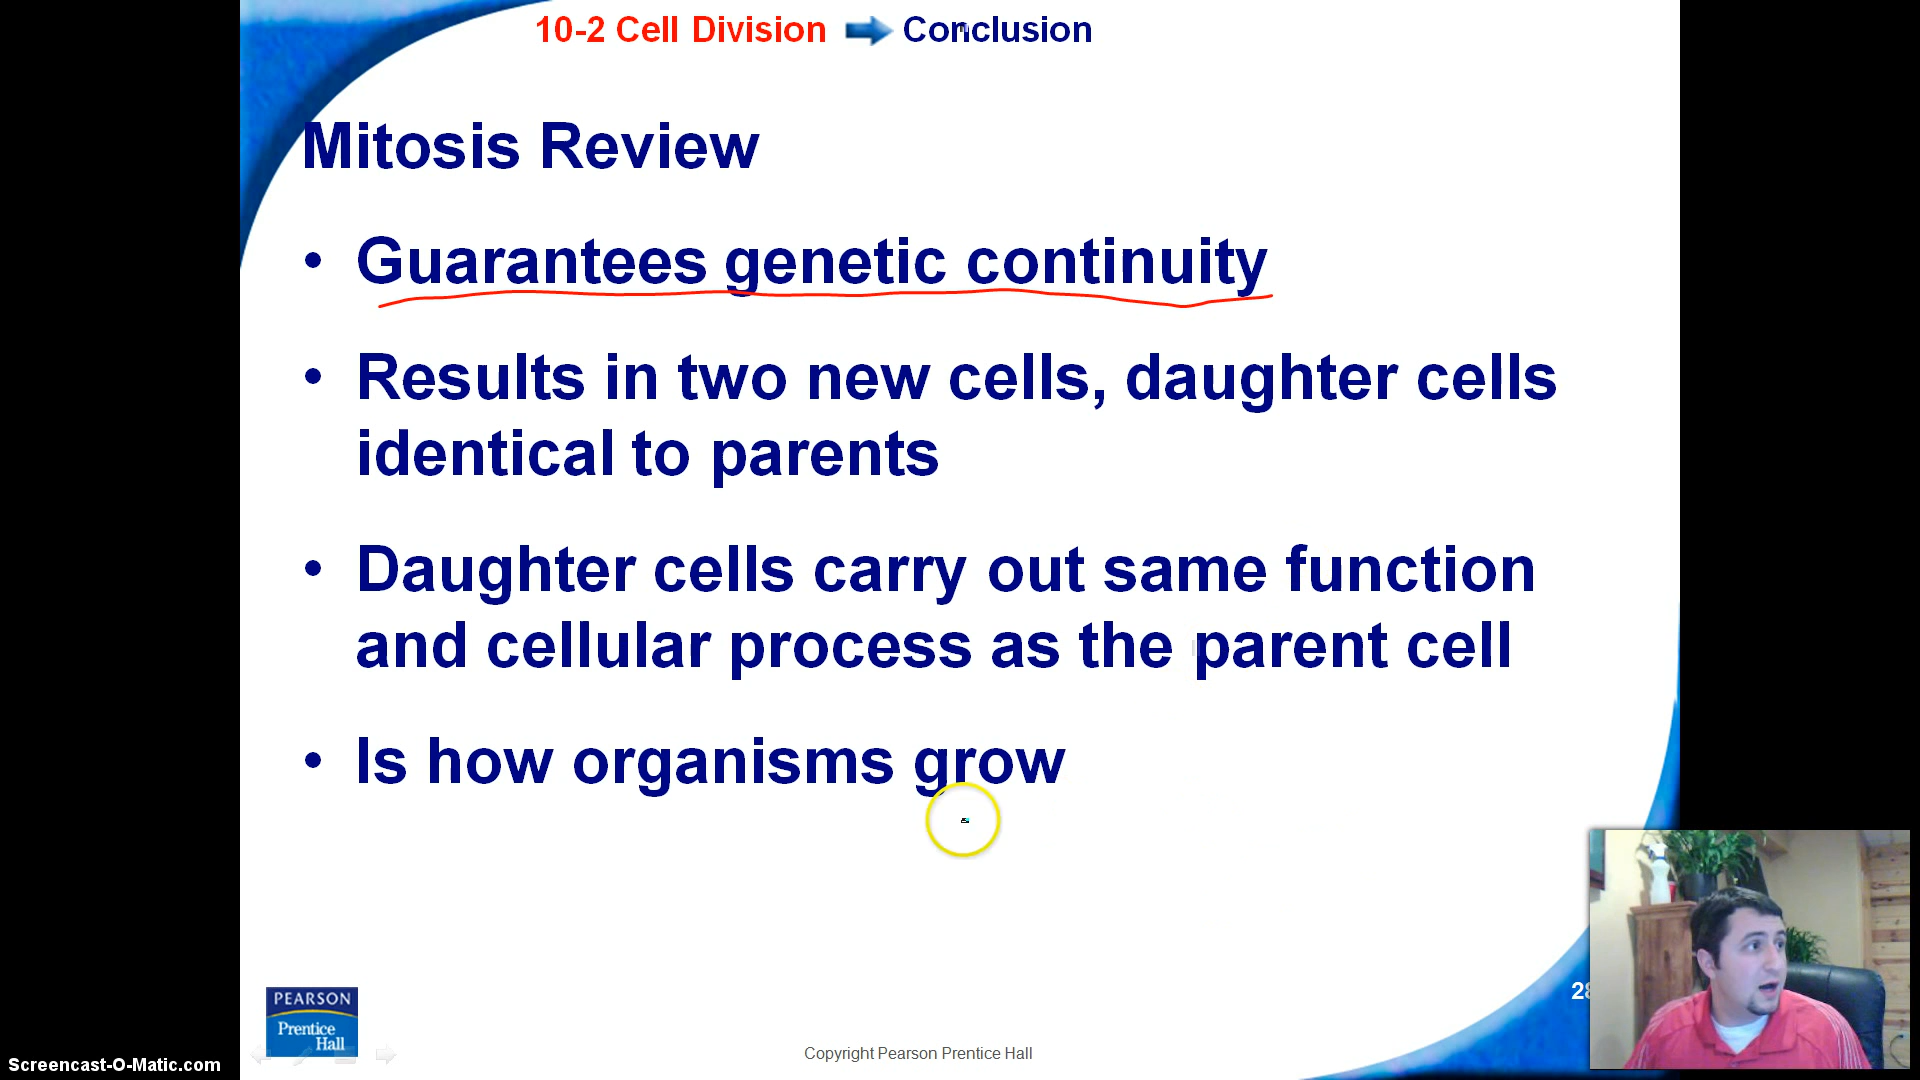 10-2 Cell Division Conclusion
Mitosis Review
• Guarantees genetic continuity
• Results in two new cells, daughter cells
identical to parents
• Daughter cells carry out same function
and cellular process as the parent cell
• Is how organisms grow
28
PEARSON
Prentice
Hall
Copyright Pearson Prentice Hall
Screencast-O-Matic.com